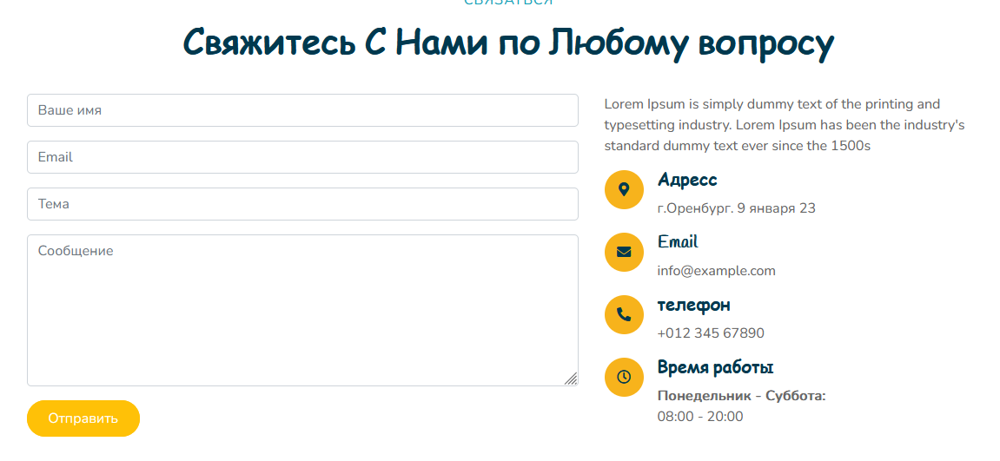 СВЯЗАТЬСЯ
Свяжитесь С Нами по Любому вопросу
Ваше имя
Email
Тема
Сообщение
Отправить
Lorem Ipsum is simply dummy text of the printing and
typesetting industry. Lorem Ipsum has been the industry's
standard dummy text ever since the 1500s
Адресс
г.Оренбург. 9 января 23
Email
info@example.com
телефон
+012 345 67890
Время работы
Понедельник - Суббота:
08:00 - 20:00